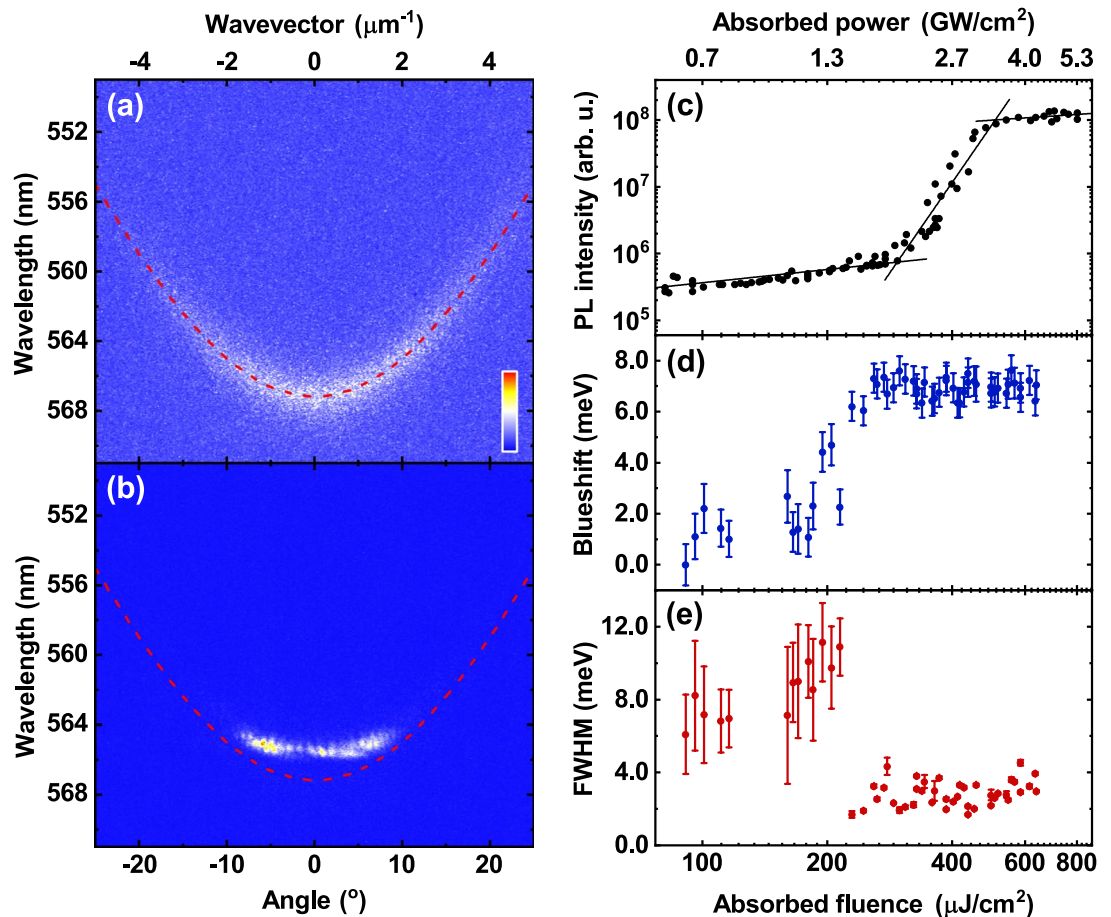 Wavevector (μm⁻¹)
-4 -2 0 2 4
(a)
552
556
560
564
568
Wavelength (nm)
(b)
552
556
560
564
568
Wavelength (nm)
-20 -10 0 10 20
Angle (º)
Absorbed power (GW/cm²)
0.7 1.3 2.7 4.0 5.3
(c)
10⁸
10⁷
10⁶
10⁵
PL intensity (arb. u.)
(d)
8.0
6.0
4.0
2.0
0.0
Blueshift (meV)
(e)
12.0
8.0
4.0
0.0
FWHM (meV)
100 200 400 600 800
Absorbed fluence (μJ/cm²)